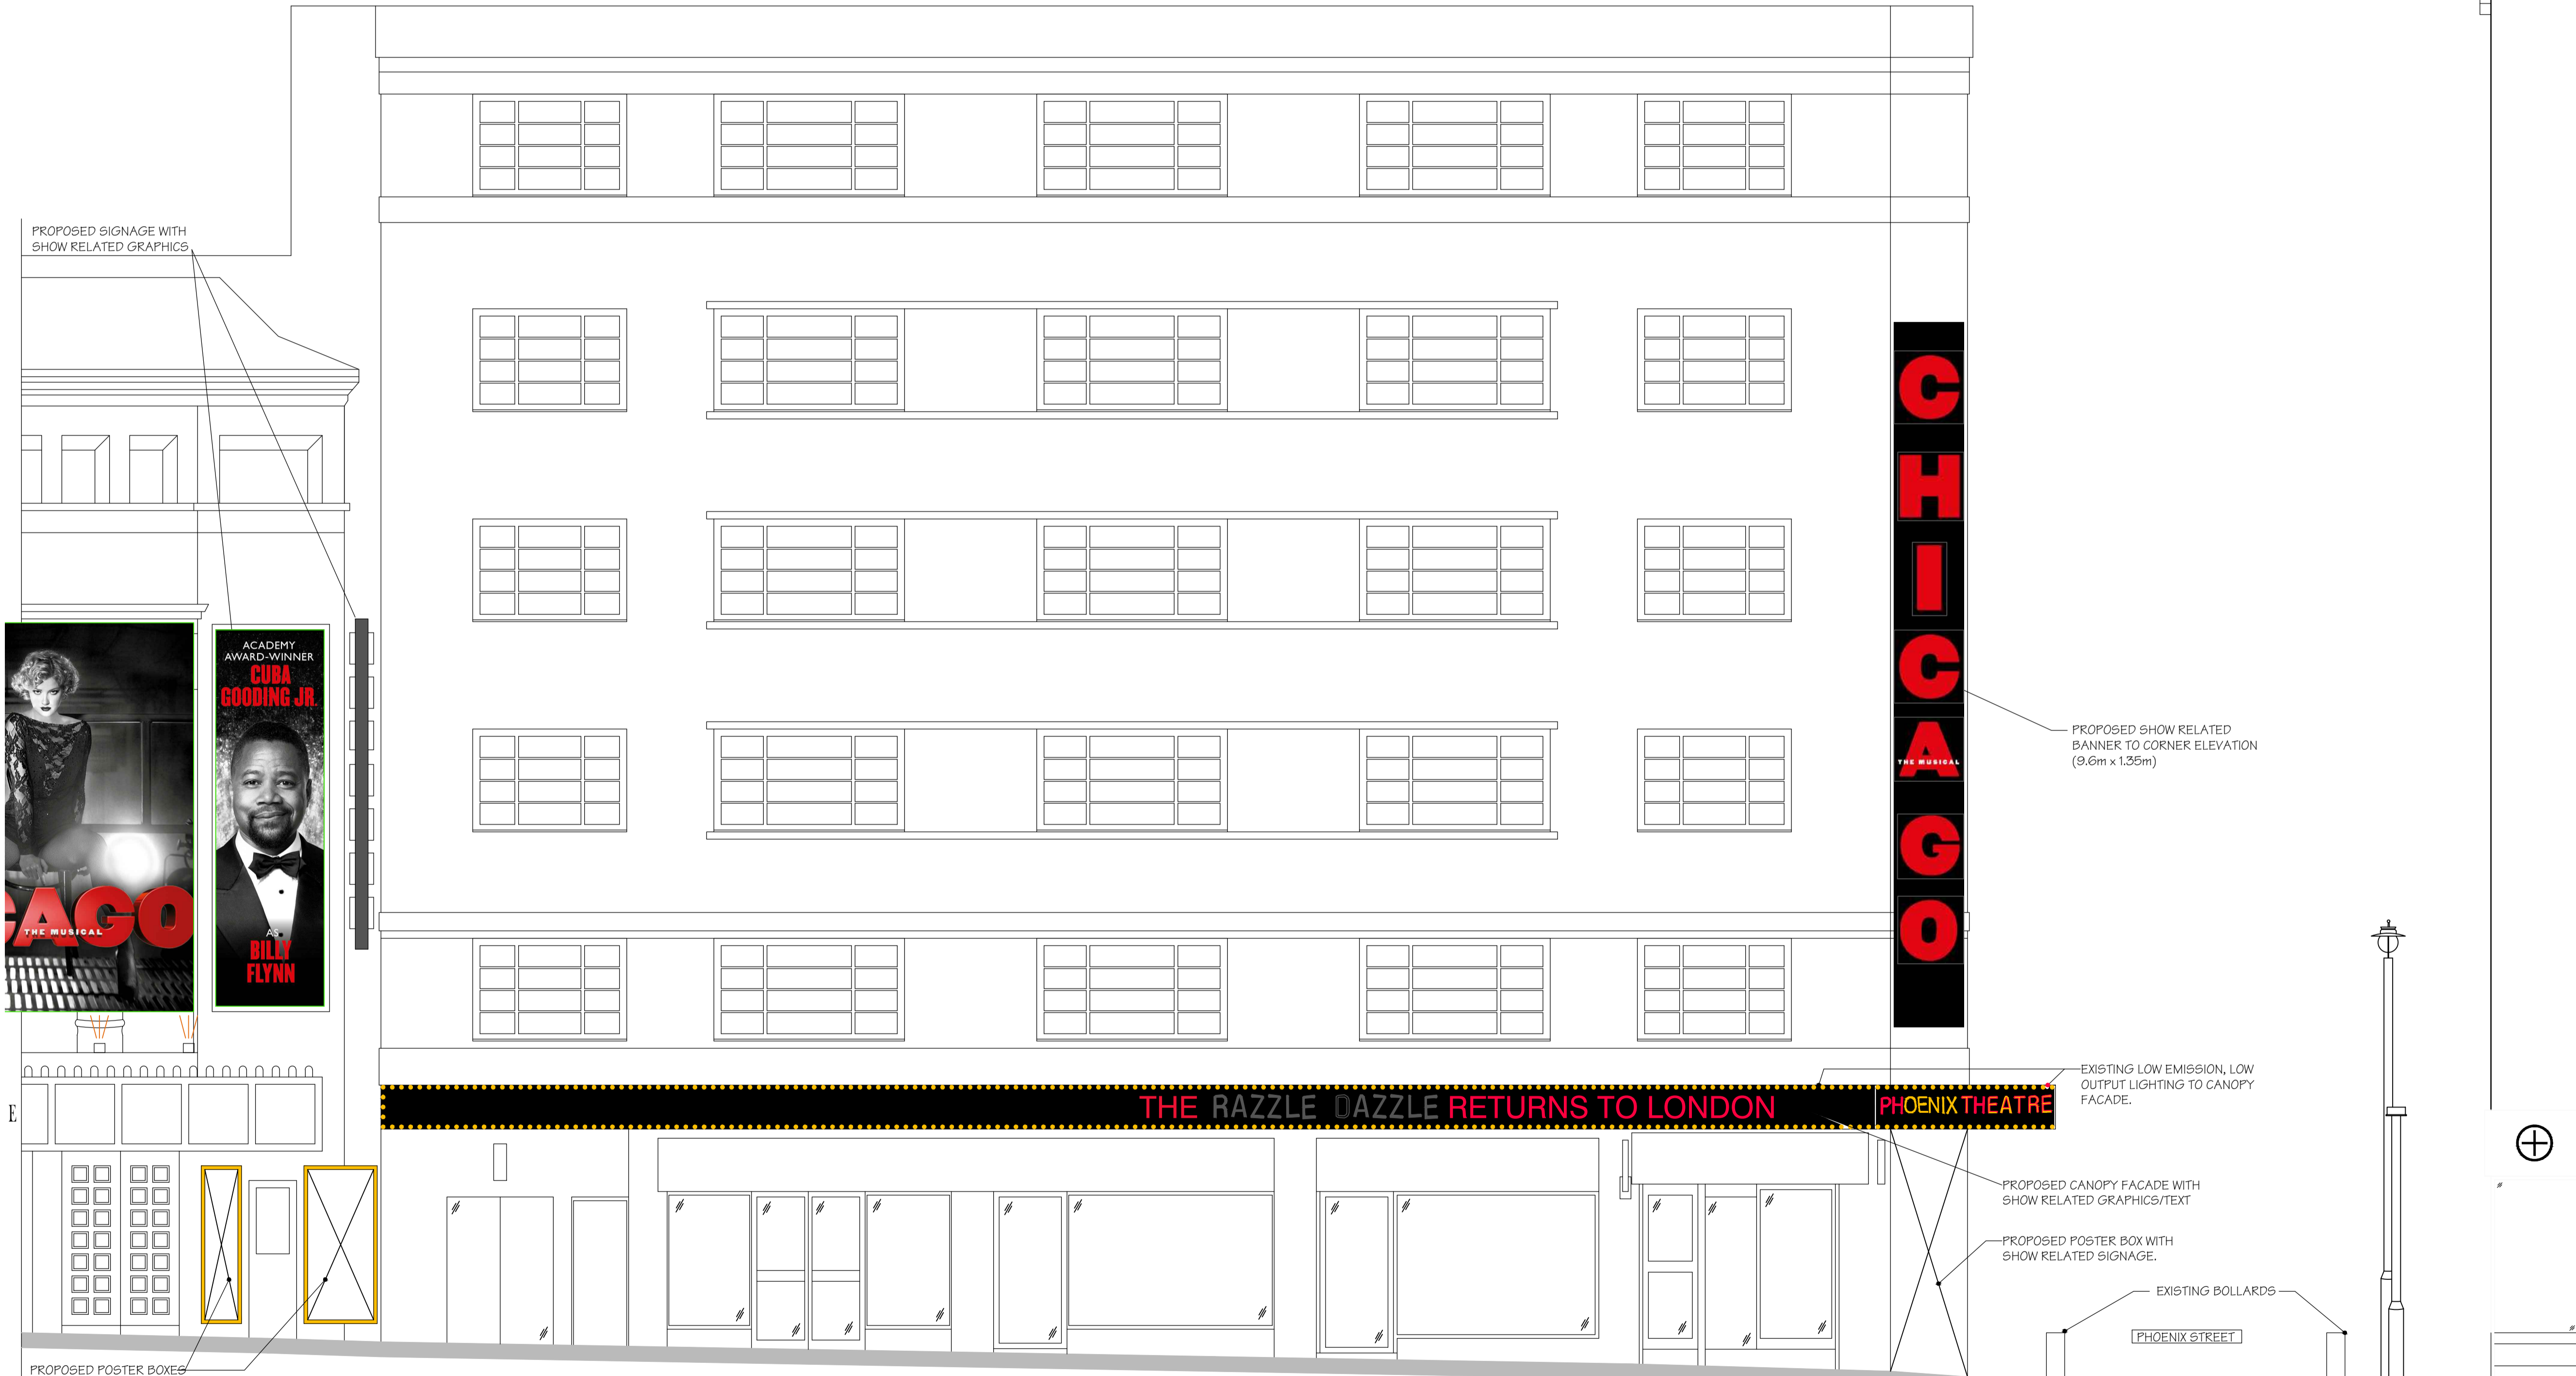 PROPOSED SIGNAGE WITH
SHOW RELATED GRAPHICS
ACADEMY
AWARD-WINNER
CUBA
GOODING JR.
AS
BILLY
FLYNN
CAGO
THE MUSICAL
E
PROPOSED POSTER BOXES
C
H
I
C
A
THE MUSICAL
G
O
PROPOSED SHOW RELATED
BANNER TO CORNER ELEVATION
(9.6m x 1.35m)
THE RAZZLE DAZZLE RETURNS TO LONDON
PHOENIX THEATRE
EXISTING LOW EMISSION, LOW
OUTPUT LIGHTING TO CANOPY
FACADE.
PROPOSED CANOPY FACADE WITH
SHOW RELATED GRAPHICS/TEXT
PROPOSED POSTER BOX WITH
SHOW RELATED SIGNAGE.
EXISTING BOLLARDS
PHOENIX STREET